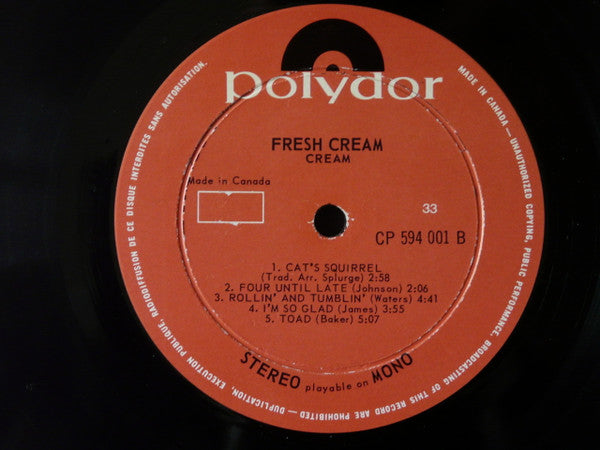 polydor
FRESH CREAM
CREAM
Made in Canada
33
CP 594 001 B
1. CAT'S SQUIRREL
(Trad. Arr. Splurge) 2:58
2. FOUR UNTIL LATE (Johnson) 2:06
3. ROLLIN' AND TUMBLIN' (Waters) 4:41
4. I'M SO GLAD (James) 3:55
5. TOAD (Baker) 5:07
STEREO playable on MONO
MADE IN CANADA — UNAUTHORIZED COPYING, PUBLIC PERFORMANCE, BROADCASTING OF THIS RECORD ARE PROHIBITED — DUPLICATION, EXECUTION PUBLIQUE, RADIODIFFUSION DE CE DISQUE INTERDITES SANS AUTORISATION.